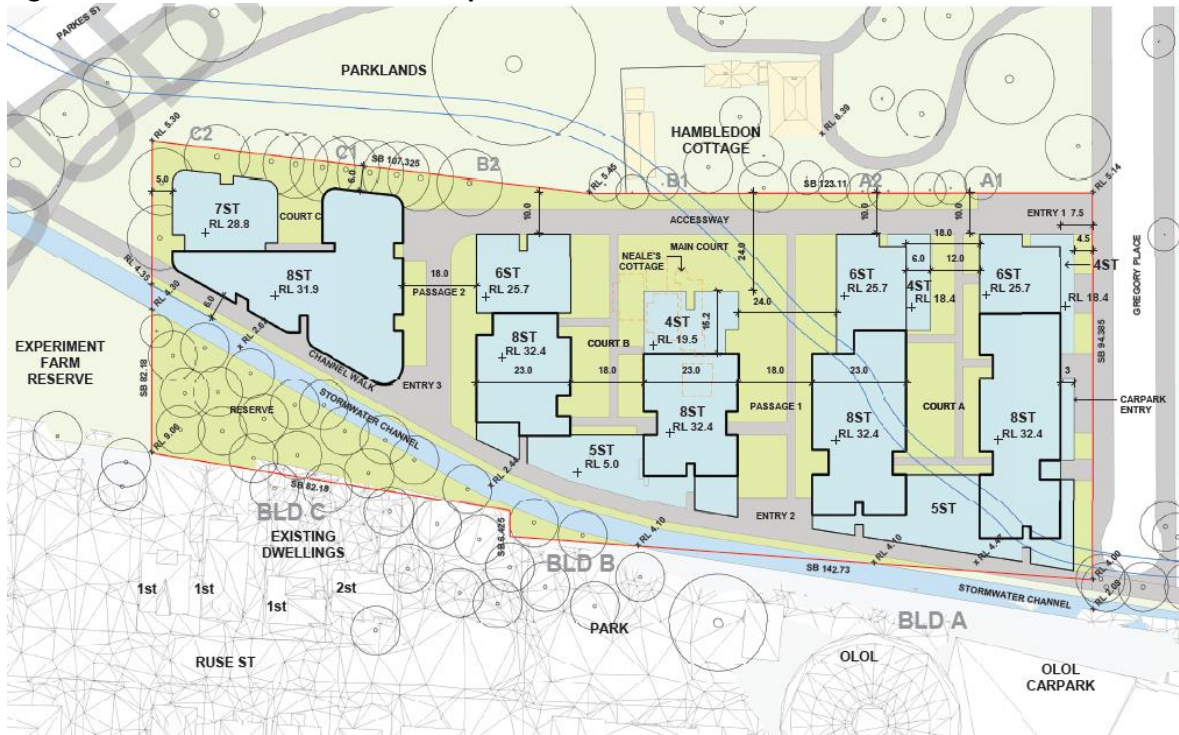 PARKES ST
PARKLANDS
HAMBLEDON
COTTAGE
RL 6.39
RL 5.30
C2
C1
SB 107.325
B2
RL 5.45
B1
SB 123.11
A2
A1
RL 5.14
5.0
6.0
10.0
ACCESSWAY
10.0
10.0
ENTRY 1
7.5
7ST
RL 28.8
COURT C
24.0
18.0
4.5
MAIN COURT
NEALE'S
COTTAGE
6.0
12.0
4ST
GREGORY PLACE
8ST
RL 31.9
18.0
PASSAGE 2
6ST
RL 25.7
24.0
6ST
RL 25.7
4ST
RL 18.4
6ST
RL 25.7
RL 18.4
RL 4.35
RL 4.30
6.0
4ST
RL 19.5
15.2
SB 94.385
EXPERIMENT
FARM
RESERVE
SB 82.18
CHANNEL WALK
8ST
RL 32.4
COURT B
ENTRY 3
23.0
18.0
23.0
18.0
23.0
3
CARPARK
ENTRY
RESERVE
STORMWATER CHANNEL
8ST
RL 32.4
PASSAGE 1
8ST
RL 32.4
COURT A
8ST
RL 32.4
RL 9.06
5ST
RL 5.0
RL 2.44
SB 82.18
ENTRY 2
5ST
BLD C
EXISTING
DWELLINGS
SB 6.425
RL 4.10
RL 4.10
RL 4.47
BLD B
SB 142.73
RL 4.00
RL 2.09
STORMWATER CHANNEL
1st
1st
1st
2st
PARK
BLD A
RUSE ST
OLOL
OLOL
CARPARK